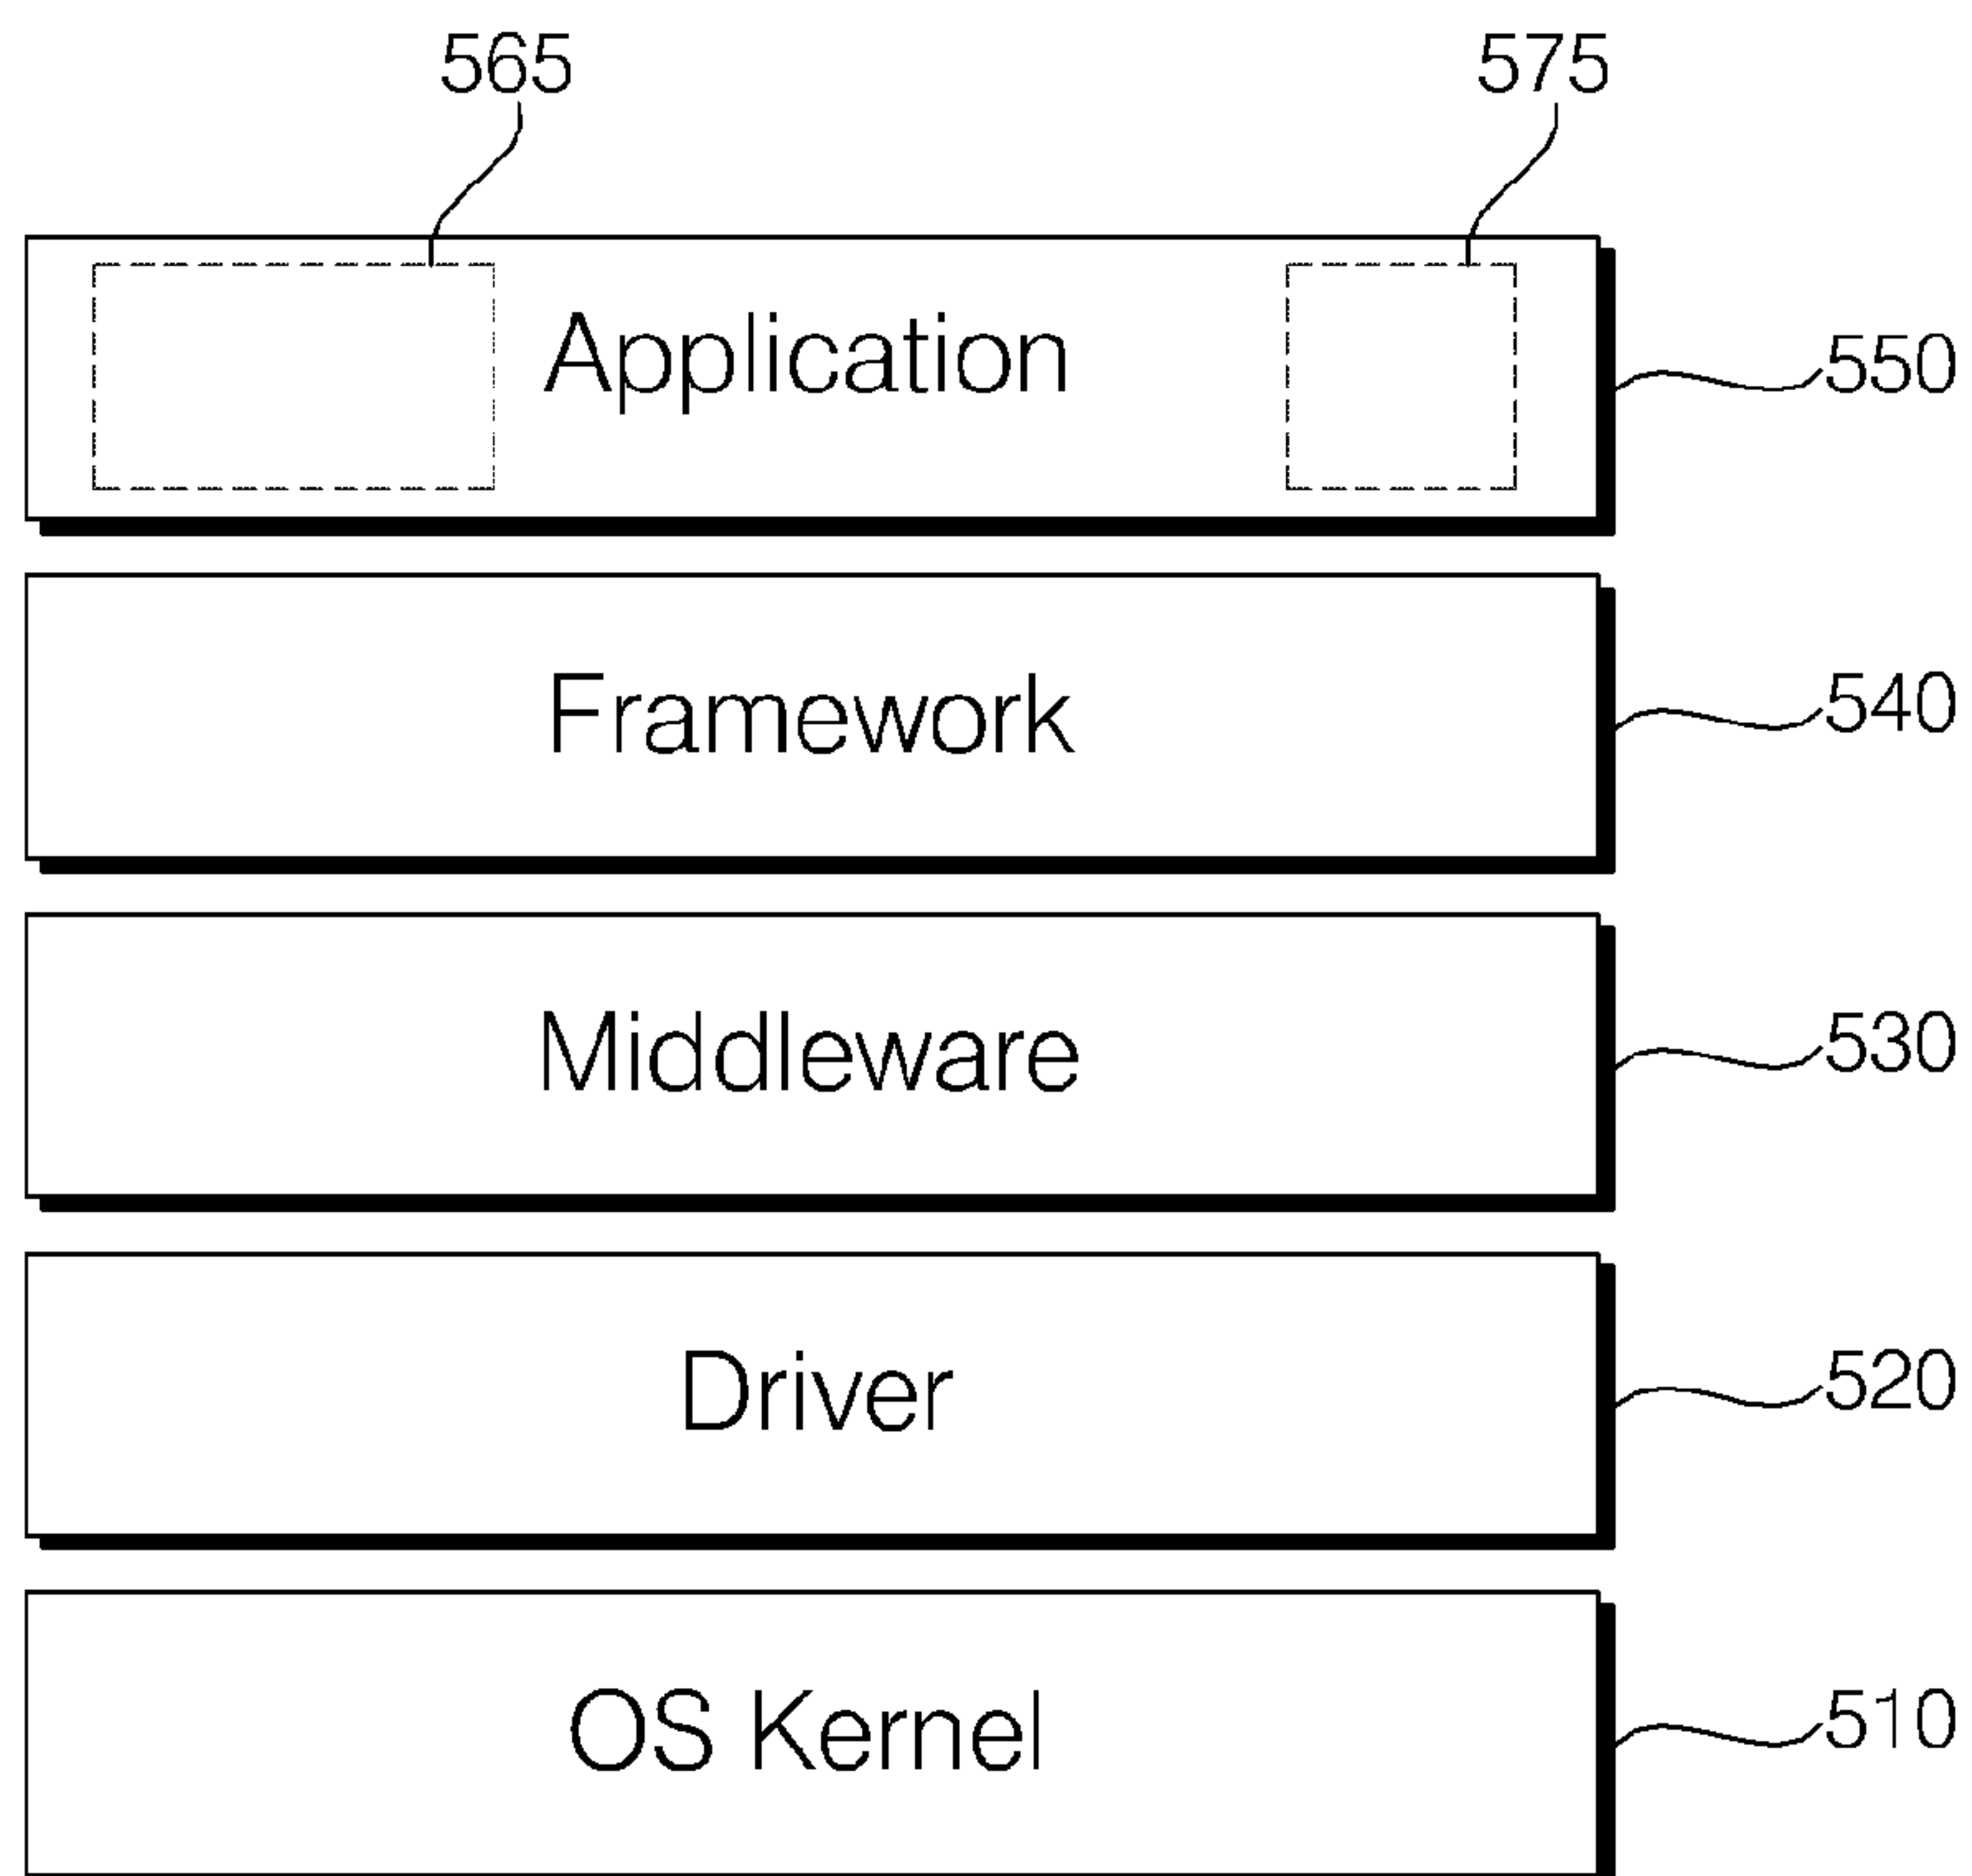 565 575
Application 550
Framework 540
Middleware 530
Driver 520
OS Kernel 510